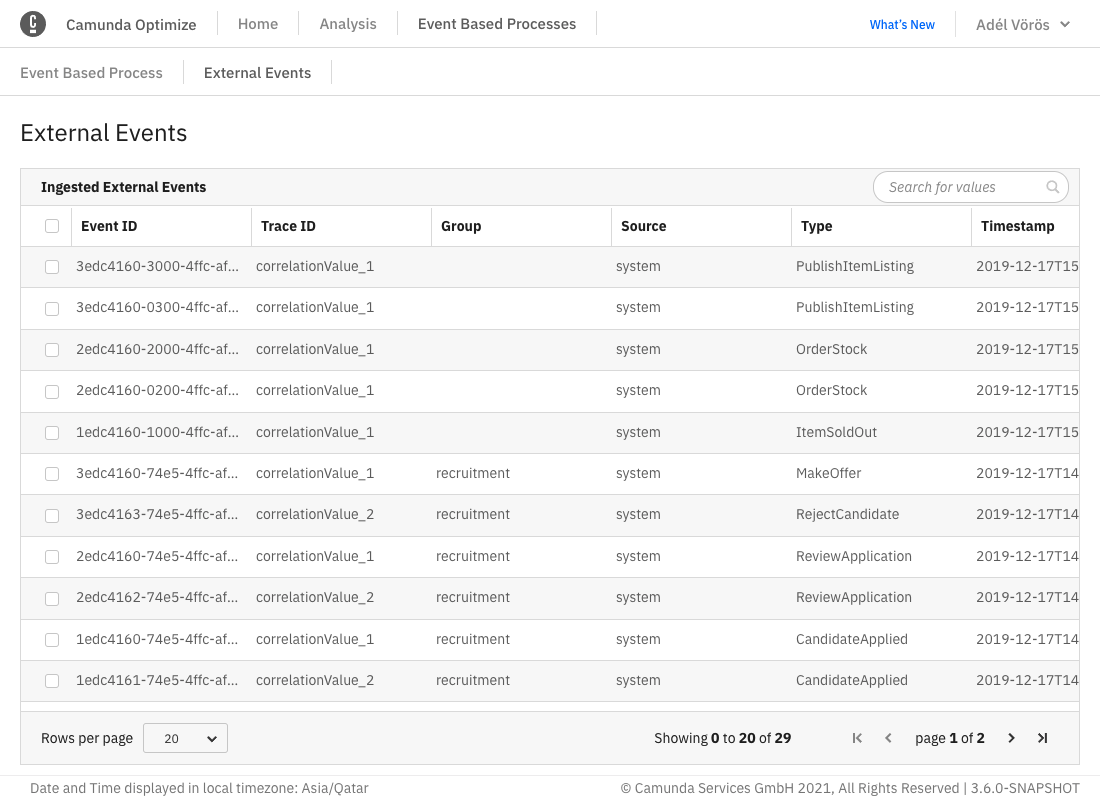 Camunda Optimize Home Analysis Event Based Processes What's New Adél Vörös
Event Based Process External Events
External Events
Ingested External Events Search for values
Event ID Trace ID Group Source Type Timestamp
3edc4160-3000-4ffc-af... correlationValue_1 system PublishItemListing 2019-12-17T15
3edc4160-0300-4ffc-af... correlationValue_1 system PublishItemListing 2019-12-17T15
2edc4160-2000-4ffc-af... correlationValue_1 system OrderStock 2019-12-17T15
2edc4160-0200-4ffc-af... correlationValue_1 system OrderStock 2019-12-17T15
1edc4160-1000-4ffc-af... correlationValue_1 system ItemSoldOut 2019-12-17T15
3edc4160-74e5-4ffc-af... correlationValue_1 recruitment system MakeOffer 2019-12-17T14
3edc4163-74e5-4ffc-af... correlationValue_2 recruitment system RejectCandidate 2019-12-17T14
2edc4160-74e5-4ffc-af... correlationValue_1 recruitment system ReviewApplication 2019-12-17T14
2edc4162-74e5-4ffc-af... correlationValue_2 recruitment system ReviewApplication 2019-12-17T14
1edc4160-74e5-4ffc-af... correlationValue_1 recruitment system CandidateApplied 2019-12-17T14
1edc4161-74e5-4ffc-af... correlationValue_2 recruitment system CandidateApplied 2019-12-17T14
Rows per page 20 Showing 0 to 20 of 29 page 1 of 2
Date and Time displayed in local timezone: Asia/Qatar © Camunda Services GmbH 2021, All Rights Reserved | 3.6.0-SNAPSHOT